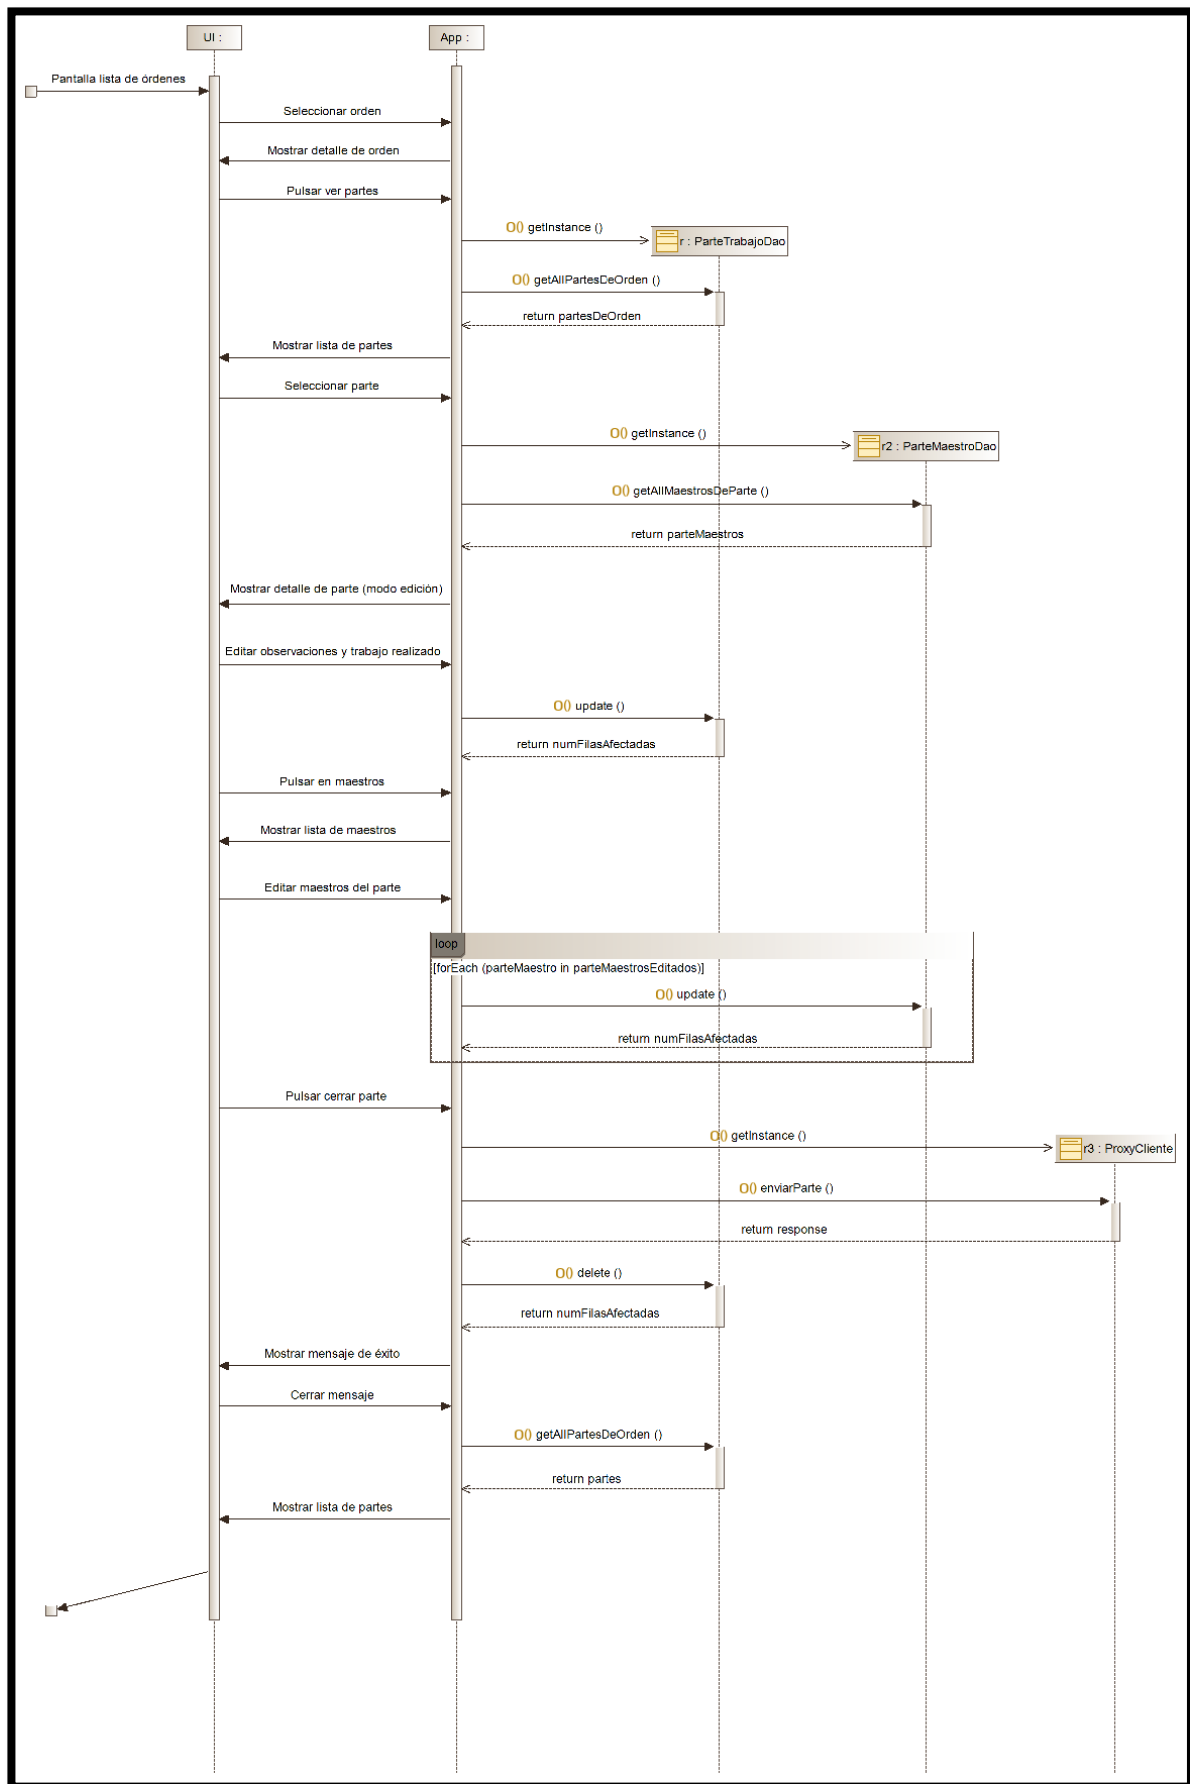 UI :
App :
Pantalla lista de órdenes
Seleccionar orden
Mostrar detalle de orden
Pulsar ver partes
O() getInstance ()
r : ParteTrabajoDao
O() getAllPartesDeOrden ()
return partesDeOrden
Mostrar lista de partes
Seleccionar parte
O() getInstance ()
r2 : ParteMaestroDao
O() getAllMaestrosDeParte ()
return parteMaestros
Mostrar detalle de parte (modo edición)
Editar observaciones y trabajo realizado
O() update ()
return numFilasAfectadas
Pulsar en maestros
Mostrar lista de maestros
Editar maestros del parte
loop
[forEach (parteMaestro in parteMaestrosEditados)]
O() update ()
return numFilasAfectadas
Pulsar cerrar parte
O() getInstance ()
r3 : ProxyCliente
O() enviarParte ()
return response
O() delete ()
return numFilasAfectadas
Mostrar mensaje de éxito
Cerrar mensaje
O() getAllPartesDeOrden ()
return partes
Mostrar lista de partes